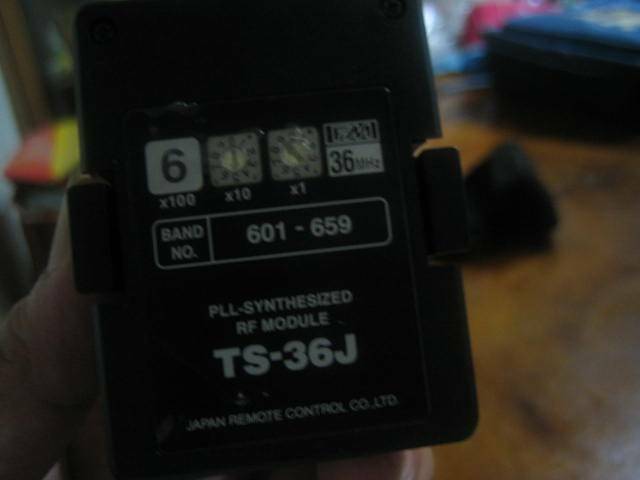 6
36MHz
x100 x10 x1
BAND NO.
601 - 659
PLL-SYNTHESIZED
RF MODULE
TS-36J
JAPAN REMOTE CONTROL CO.,LTD.